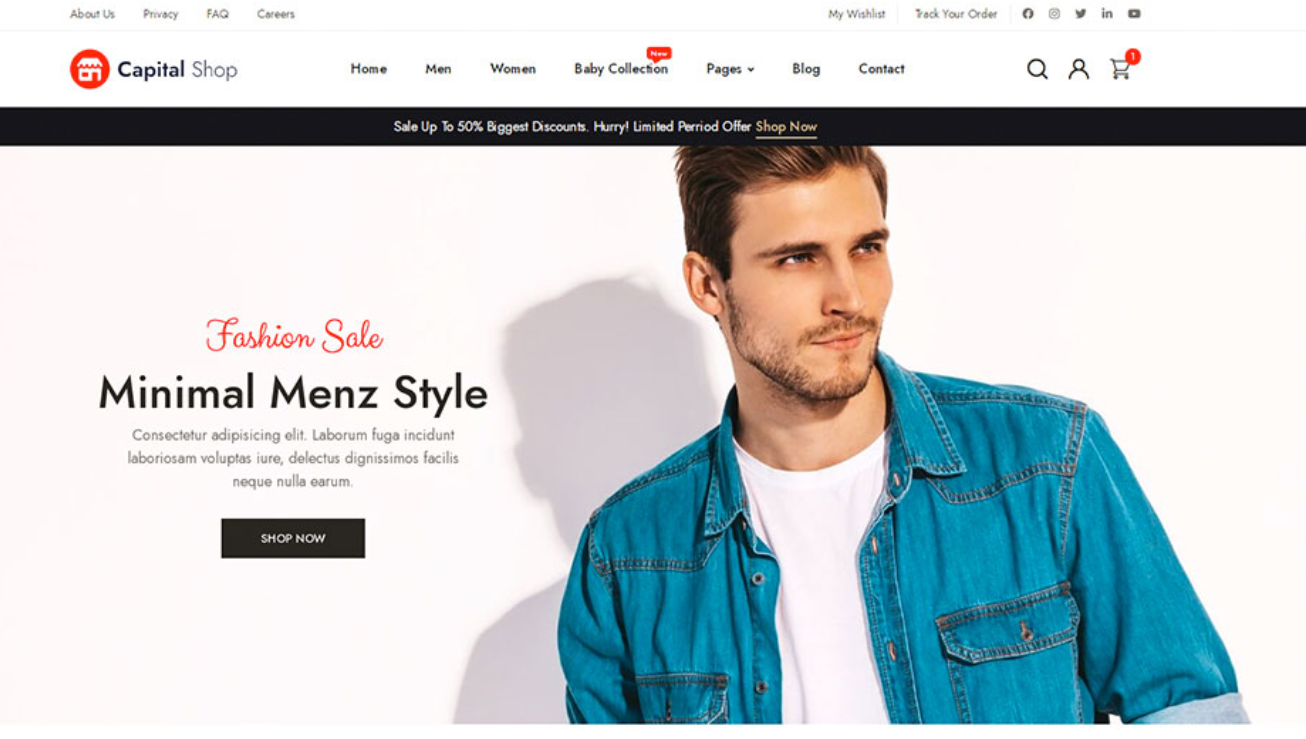 About Us Privacy FAQ Careers My Wishlist Track Your Order
Capital Shop Home Men Women Baby Collection New Pages Blog Contact 1
Sale Up To 50% Biggest Discounts. Hurry! Limited Perriod Offer Shop Now
Fashion Sale
Minimal Menz Style
Consectetur adipisicing elit. Laborum fuga incidunt
laboriosam voluptas iure, delectus dignissimos facilis
neque nulla earum.
SHOP NOW